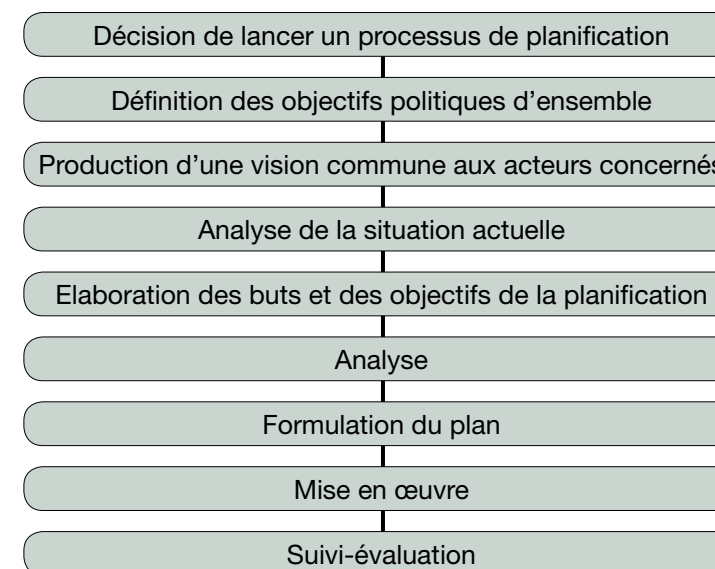 Décision de lancer un processus de planification
Définition des objectifs politiques d’ensemble
Production d’une vision commune aux acteurs concernés
Analyse de la situation actuelle
Elaboration des buts et des objectifs de la planification
Analyse
Formulation du plan
Mise en œuvre
Suivi-évaluation